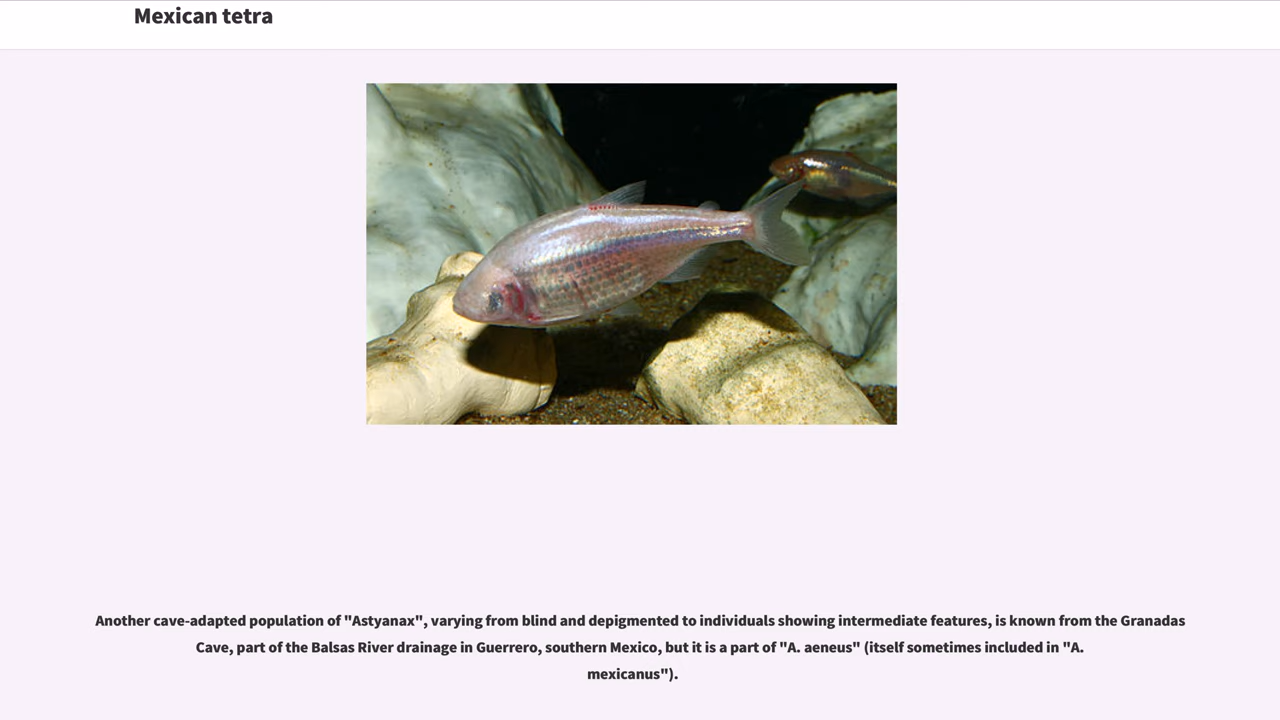 Mexican tetra
Another cave-adapted population of "Astyanax", varying from blind and depigmented to individuals showing intermediate features, is known from the Granadas
Cave, part of the Balsas River drainage in Guerrero, southern Mexico, but it is a part of "A. aeneus" (itself sometimes included in "A.
mexicanus").